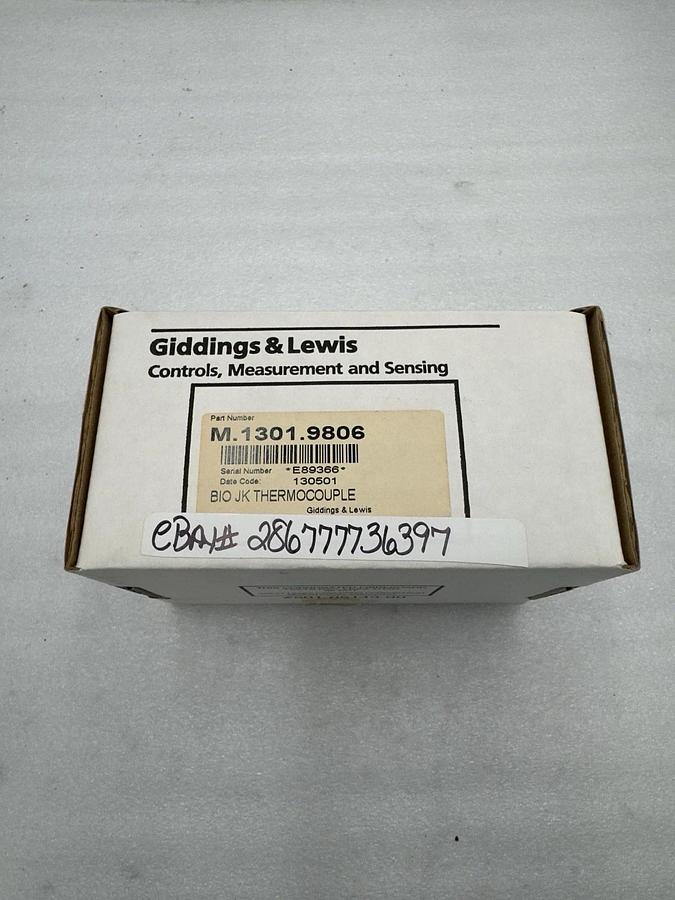 Giddings & Lewis
Controls, Measurement and Sensing
Part Number
M.1301.9806
Serial Number *E89366*
Date Code: 130501
BIO JK THERMOCOUPLE
Giddings & Lewis
eBay# 286777736397